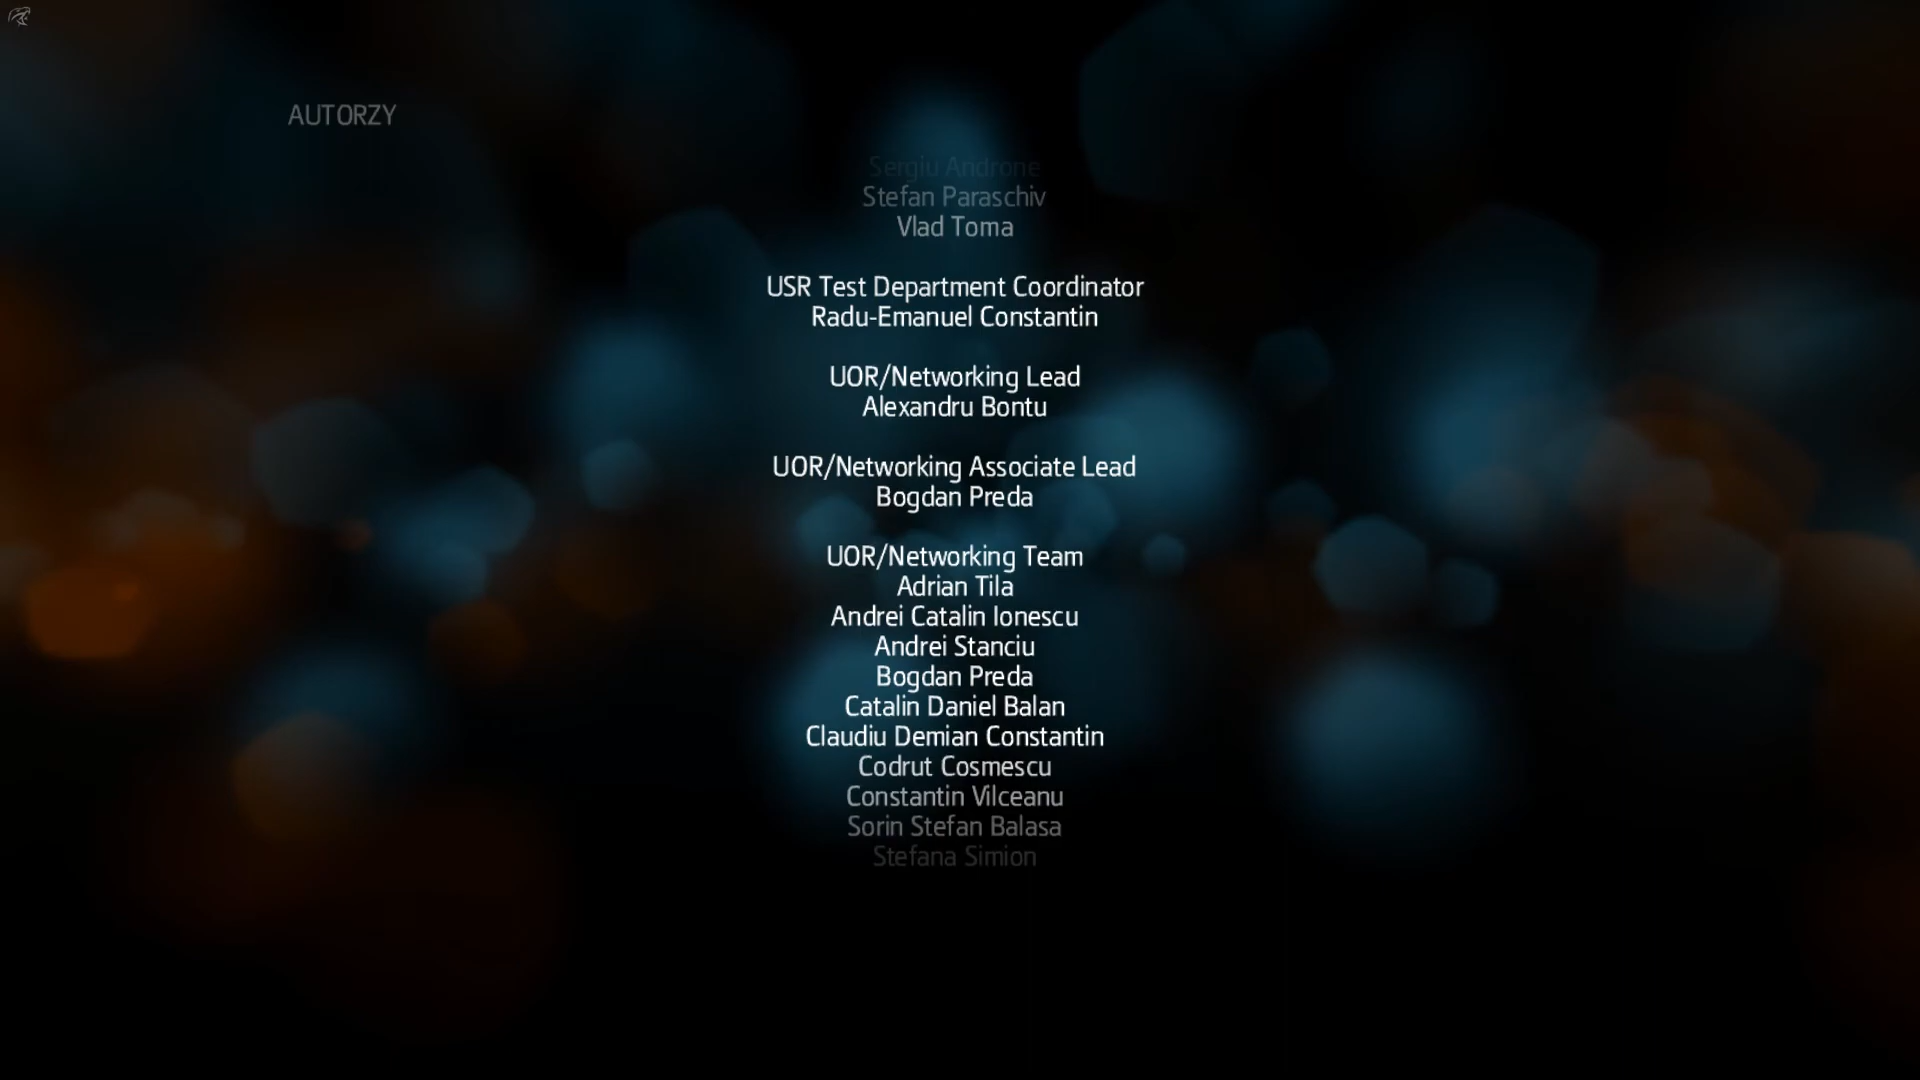 AUTORZY
Sergiu Androne
Stefan Paraschiv
Vlad Toma
USR Test Department Coordinator
Radu-Emanuel Constantin
UOR/Networking Lead
Alexandru Bontu
UOR/Networking Associate Lead
Bogdan Preda
UOR/Networking Team
Adrian Tila
Andrei Catalin Ionescu
Andrei Stanciu
Bogdan Preda
Catalin Daniel Balan
Claudiu Demian Constantin
Codrut Cosmescu
Constantin Vilceanu
Sorin Stefan Balasa
Stefana Simion